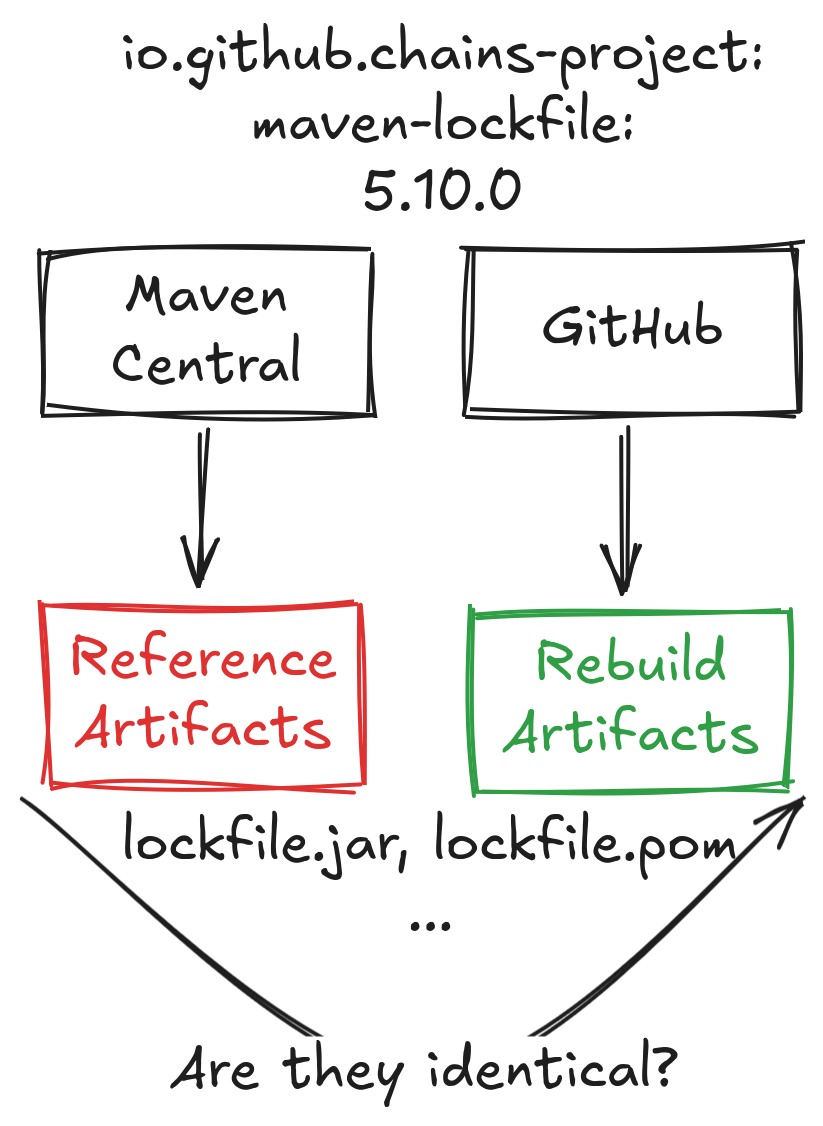 io.github.chains-project:
maven-lockfile:
5.10.0
Maven
Central
GitHub
Reference
Artifacts
Rebuild
Artifacts
lockfile.jar, lockfile.pom
...
Are they identical?